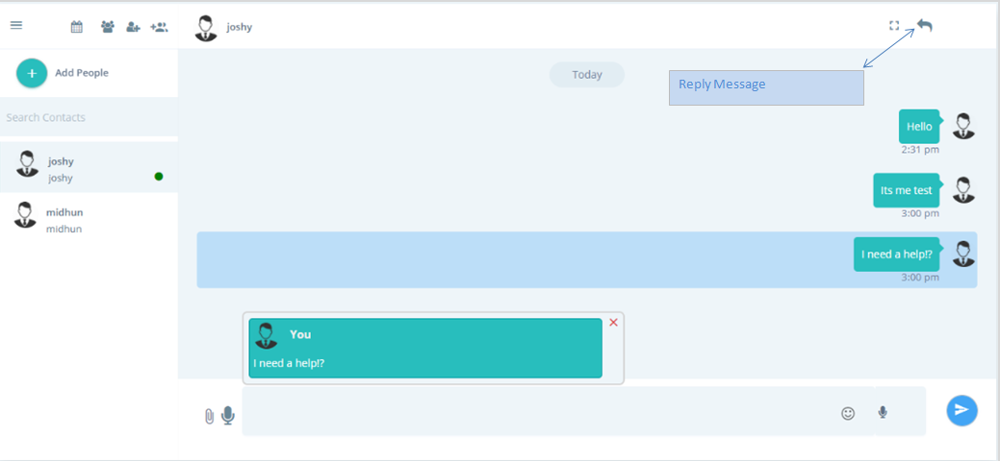 joshy
Add People
Today
Reply Message
Search Contacts
Hello
2:31 pm
joshy
joshy
Its me test
3:00 pm
midhun
midhun
I need a help!?
3:00 pm
You
I need a help!?